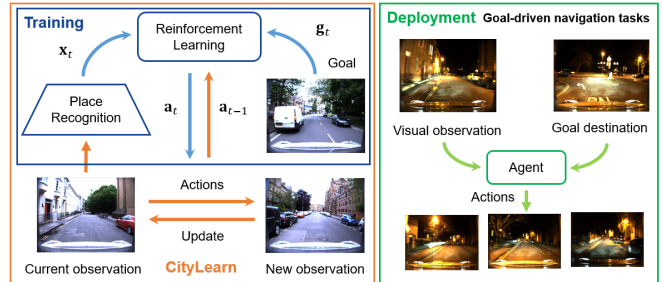 Training
Reinforcement
Learning
x_t
g_t
Goal
Place
Recognition
a_t
a_{t-1}
Actions
Update
Current observation
CityLearn
New observation
Deployment Goal-driven navigation tasks
Visual observation
Goal destination
Agent
Actions